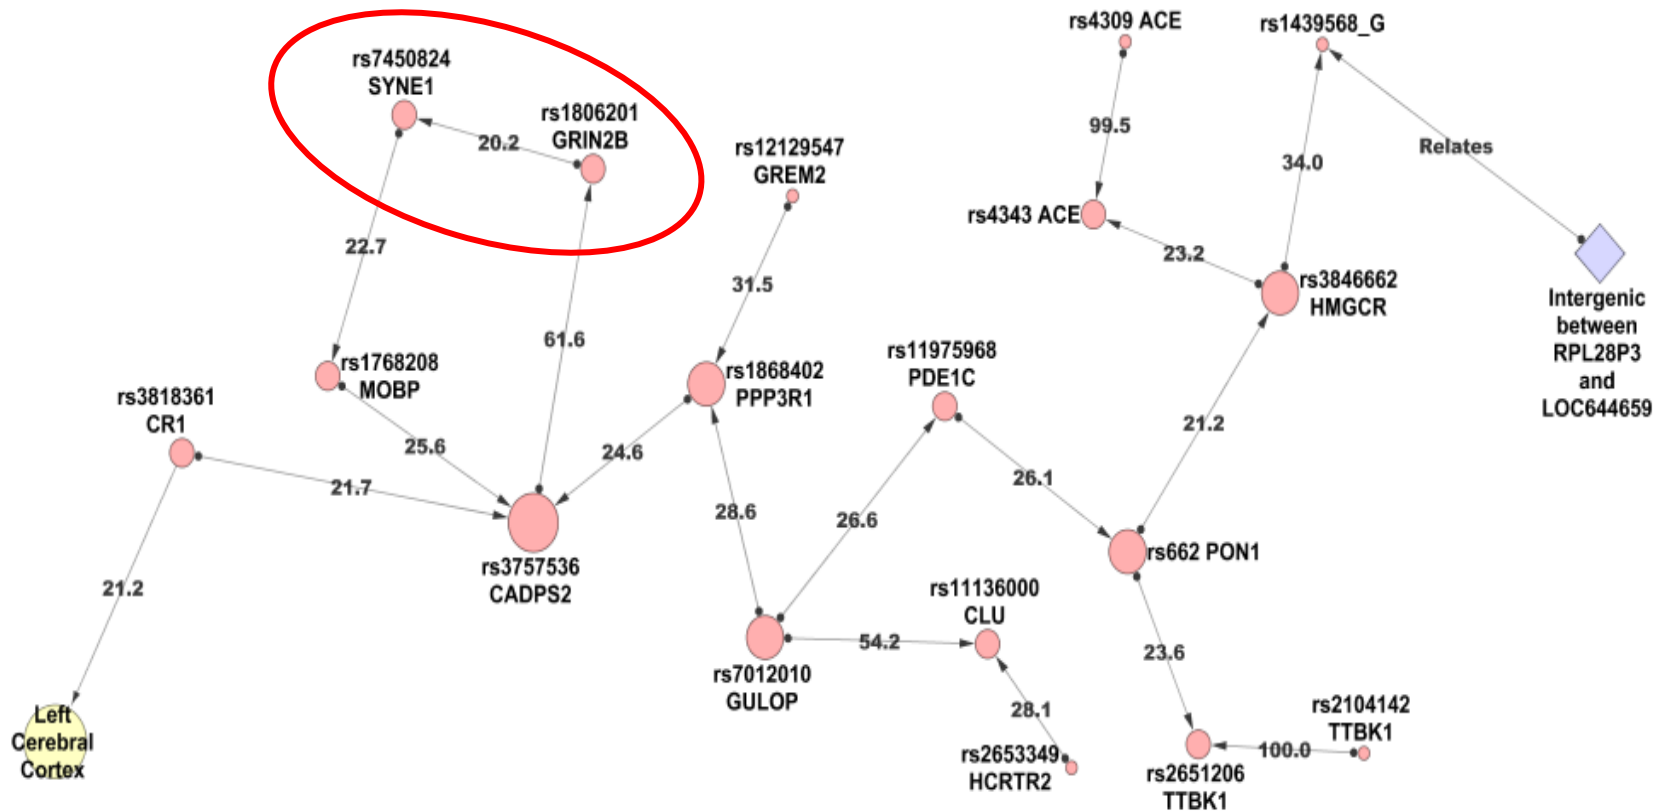 rs4309 ACE
rs1439568_G
rs7450824
SYNE1
rs1806201
GRIN2B
20.2
99.5
rs12129547
GREM2
Relates
34.0
rs4343 ACE
22.7
23.2
31.5
rs3846662
HMGCR
Intergenic
between
RPL28P3
and
LOC644659
61.6
rs11975968
PDE1C
rs1768208
MOBP
rs1868402
PPP3R1
rs3818361
CR1
25.6
24.6
21.2
21.7
26.1
28.6
26.6
rs662 PON1
rs3757536
CADPS2
21.2
rs11136000
CLU
54.2
23.6
rs7012010
GULOP
28.1
rs2104142
TTBK1
Left
Cerebral
Cortex
100.0
rs2653349
HCRTR2
rs2651206
TTBK1